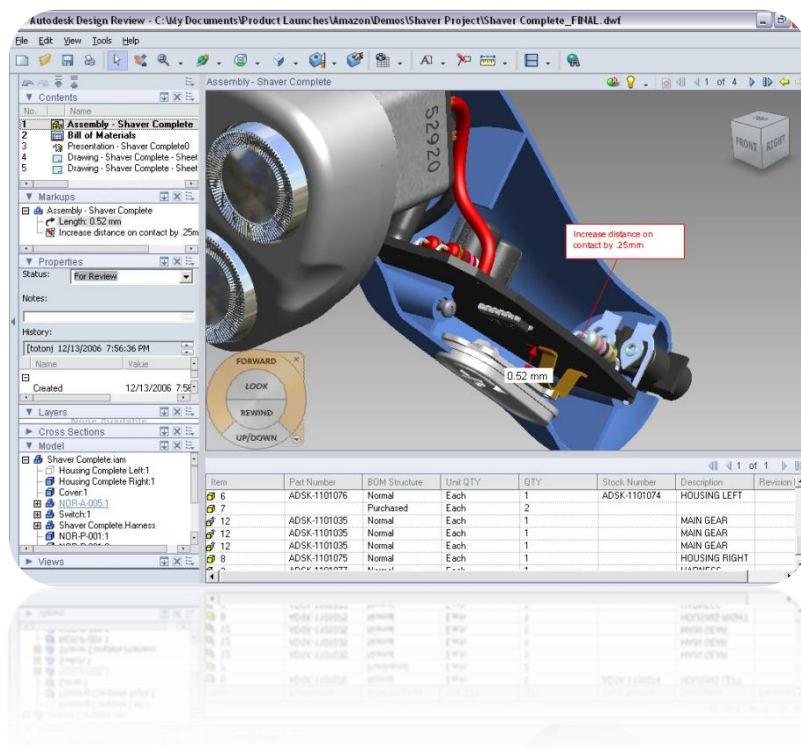 Autodesk Design Review - C:\My Documents\Product Launches\Amazon\Demos\Shaver Project\Shaver Complete_FINAL.dwf
File Edit View Tools Help
Assembly - Shaver Complete
1 of 4
Contents
No. Name
1 Assembly - Shaver Complete
2 Bill of Materials
3 Presentation - Shaver Complete0
4 Drawing - Shaver Complete - Sheet
5 Drawing - Shaver Complete - Sheet
Markups
Assembly - Shaver Complete
Length: 0.52 mm
Increase distance on contact by .25m
Properties
Status: For Review
Notes:
History:
[totonj 12/13/2006 7:56:36 PM
Name Value
Created 12/13/2006 7:56
Layers
Cross Sections
Model
Shaver Complete.iam
Housing Complete Left:1
Housing Complete Right:1
Cover:1
NOR-A-005:1
Switch:1
Shaver Complete.Harness
NOR-P-001:1
Views
52920
FRONT RIGHT
Increase distance on
contact by .25mm
0.52 mm
FORWARD
LOOK
REWIND
UP/DOWN
1 of 1
Item Part Number BOM Structure Unit QTY QTY Stock Number Description Revision
6 ADSK-1101076 Normal Each 1 ADSK-1101074 HOUSING LEFT
7 Purchased Each 2
12 ADSK-1101035 Normal Each 1 MAIN GEAR
12 ADSK-1101035 Normal Each 1 MAIN GEAR
12 ADSK-1101035 Normal Each 1 MAIN GEAR
8 ADSK-1101075 Normal Each 1 HOUSING RIGHT
ADSK-1101077 Normal Each 1 HARNESS